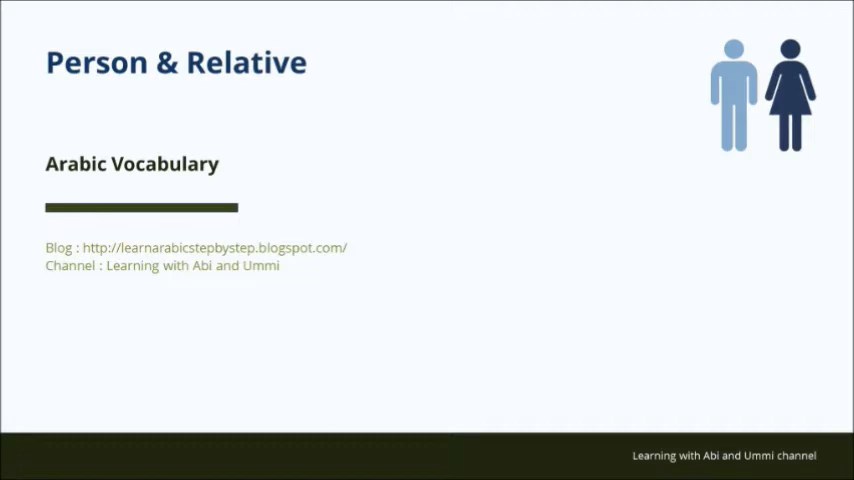 Person & Relative
Arabic Vocabulary
Blog : http://learnarabicstepbystep.blogspot.com/
Channel : Learning with Abi and Ummi
Learning with Abi and Ummi channel